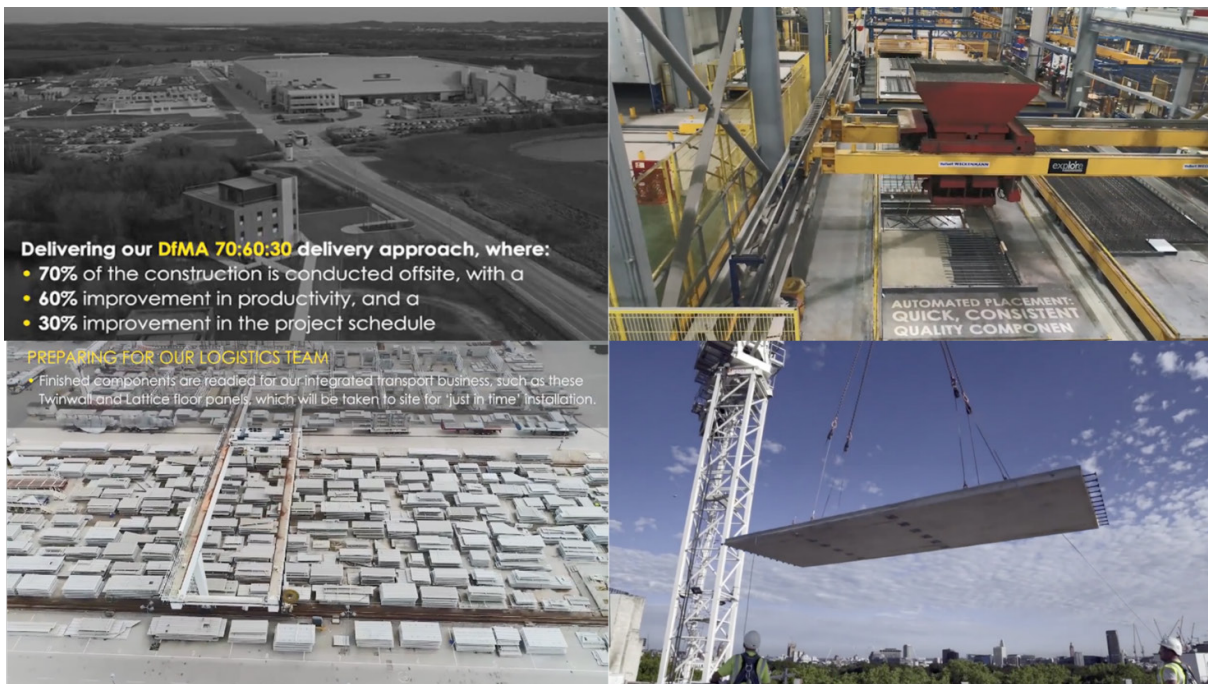 Delivering our DfMA 70:60:30 delivery approach, where:
• 70% of the construction is conducted offsite, with a
• 60% improvement in productivity, and a
• 30% improvement in the project schedule
explore
AUTOMATED PLACEMENT:
QUICK, CONSISTENT
QUALITY COMPONEN
PREPARING FOR OUR LOGISTICS TEAM
• Finished components are readied for our integrated transport business, such as these
Twinwall and Lattice floor panels, which will be taken to site for 'just in time' installation.